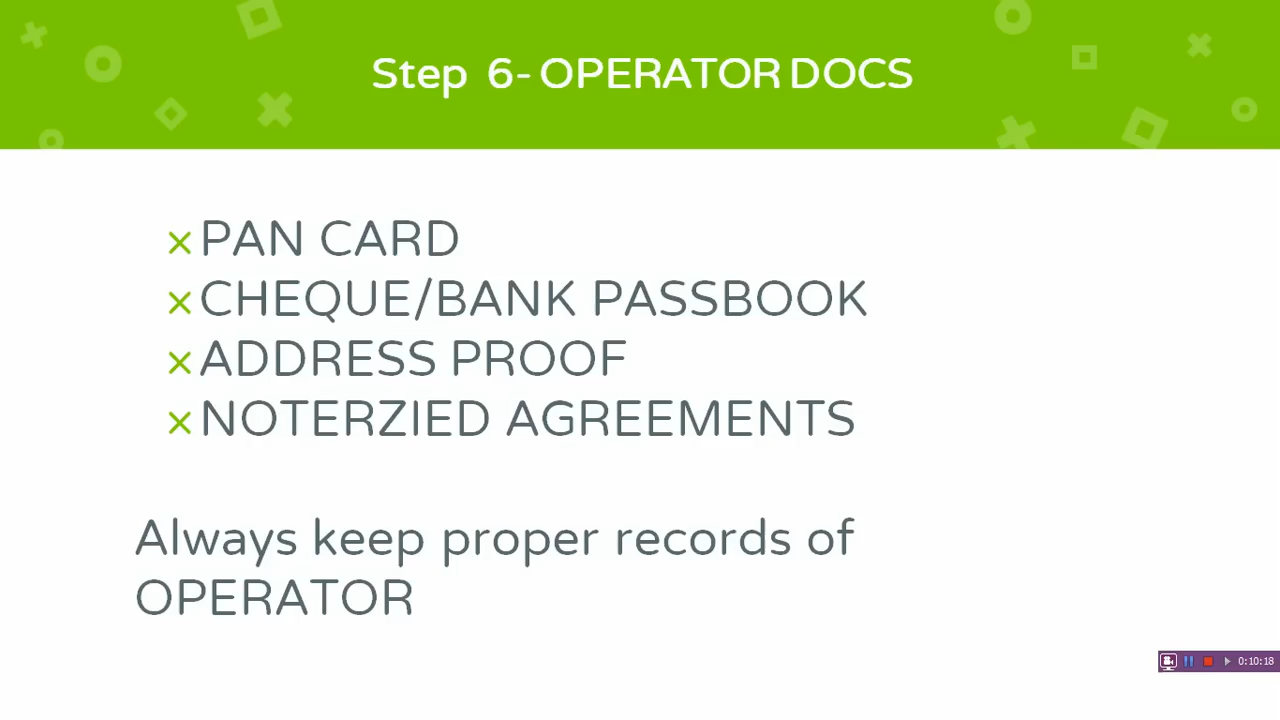 Step 6- OPERATOR DOCS
×PAN CARD
×CHEQUE/BANK PASSBOOK
×ADDRESS PROOF
×NOTERZIED AGREEMENTS
Always keep proper records of
OPERATOR
0:10:18